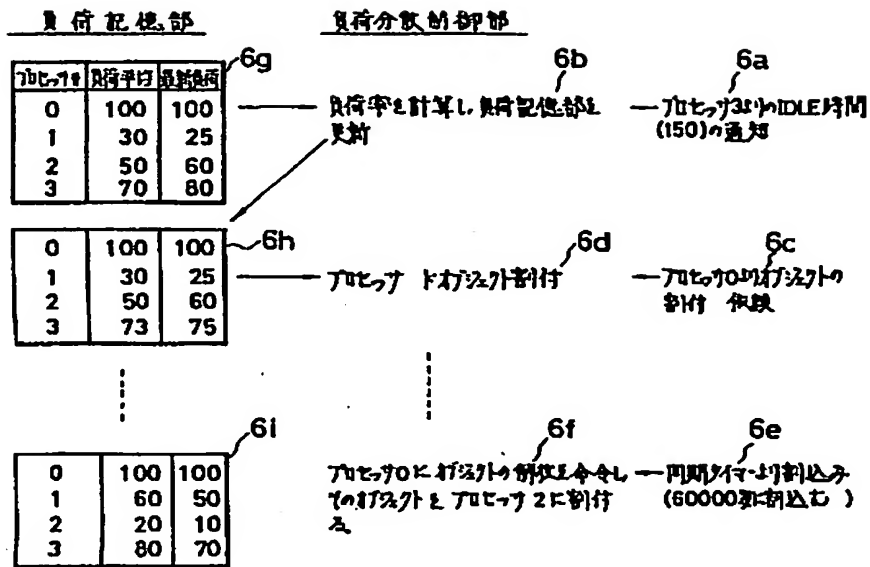 負荷記憶部
負荷分散制御部
6g
6b
6a
プロセッサ# 負荷平均 最新負荷
0 100 100
1 30 25
2 50 60
3 70 80
負荷率を計算し、負荷記憶部を
更新
プロセッサ3よりのIDLE時間
(150)の通知
6h
6d
6c
0 100 100
1 30 25
2 50 60
3 73 75
プロセッサ オブジェクト割付
プロセッサ0よりオブジェクトの
割付 依頼
6i
6f
6e
0 100 100
1 60 50
2 20 10
3 80 70
プロセッサ0にオブジェクトの解放を命令し
そのオブジェクトをプロセッサ2に割付
る。
同期タイマーより割込み
(60000毎に割込む)